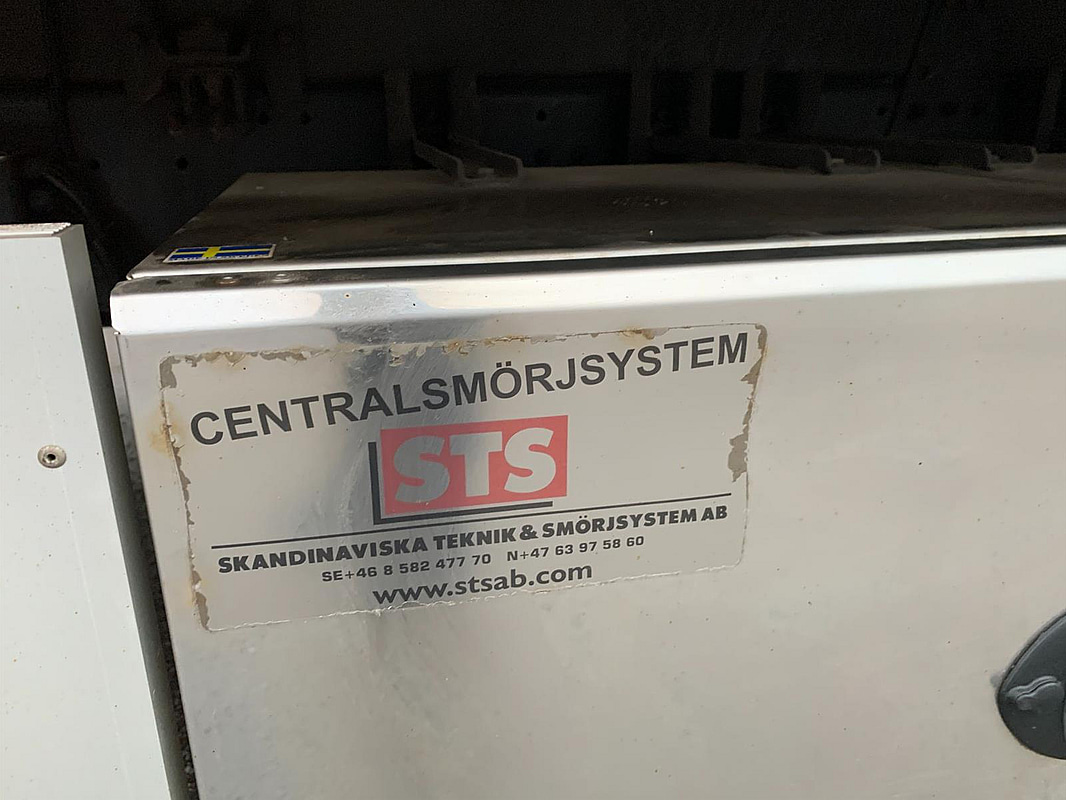 CENTRALSMÖRJSYSTEM
STS
SKANDINAVISKA TEKNIK & SMÖRJSYSTEM AB
SE+46 8 582 477 70 N+47 63 97 58 60
www.stsab.com